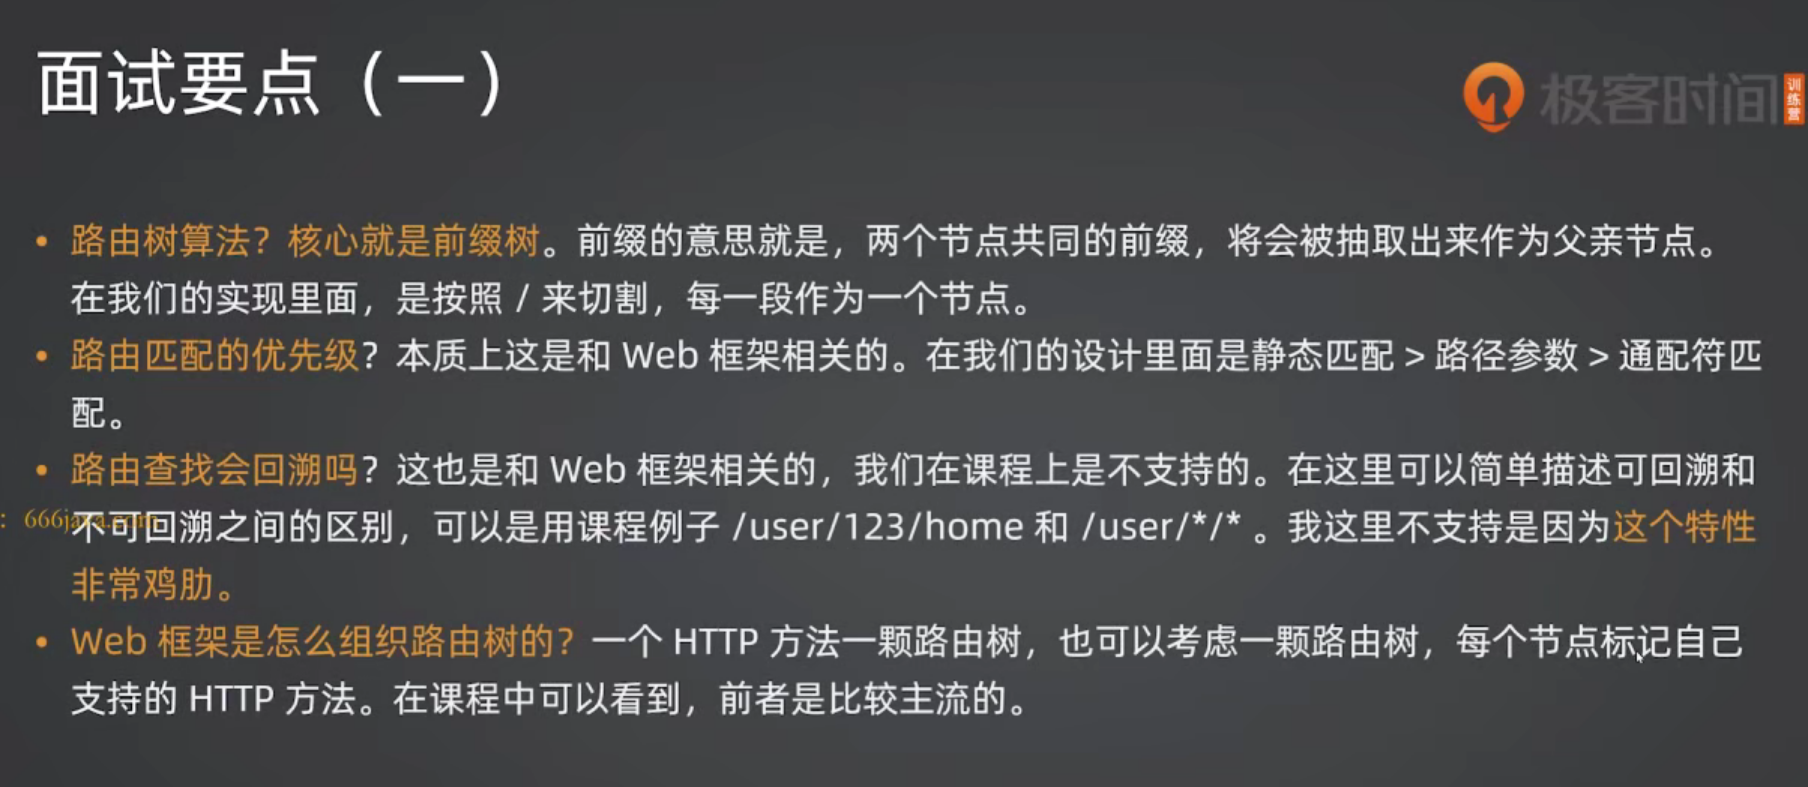 面试要点（一）
极客时间
训练营
• 路由树算法？核心就是前缀树。前缀的意思就是，两个节点共同的前缀，将会被抽取出来作为父亲节点。
在我们的实现里面，是按照 / 来切割，每一段作为一个节点。
• 路由匹配的优先级？本质上这是和 Web 框架相关的。在我们的设计里面是静态匹配 > 路径参数 > 通配符匹
配。
• 路由查找会回溯吗？这也是和 Web 框架相关的，我们在课程上是不支持的。在这里可以简单描述可回溯和
：666java.com
不可回溯之间的区别，可以是用课程例子 /user/123/home 和 /user/*/* 。我这里不支持是因为这个特性
非常鸡肋。
• Web 框架是怎么组织路由树的？一个 HTTP 方法一颗路由树，也可以考虑一颗路由树，每个节点标记自己
支持的 HTTP 方法。在课程中可以看到，前者是比较主流的。